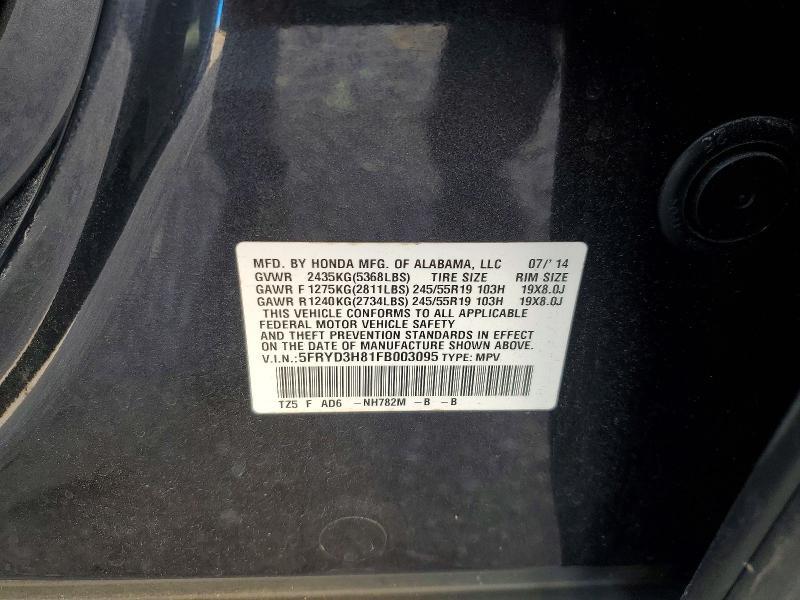 MFD. BY HONDA MFG. OF ALABAMA, LLC 07/'14
GVWR 2435KG(5368LBS) TIRE SIZE RIM SIZE
GAWR F 1275KG(2811LBS) 245/55R19 103H 19X8.0J
GAWR R1240KG(2734LBS) 245/55R19 103H 19X8.0J
THIS VEHICLE CONFORMS TO ALL APPLICABLE
FEDERAL MOTOR VEHICLE SAFETY
AND THEFT PREVENTION STANDARDS IN EFFECT
ON THE DATE OF MANUFACTURE SHOWN ABOVE.
V.I.N.: 5FRYD3H81FB003095 TYPE: MPV
TZ5 F AD6 -NH782M -B -B